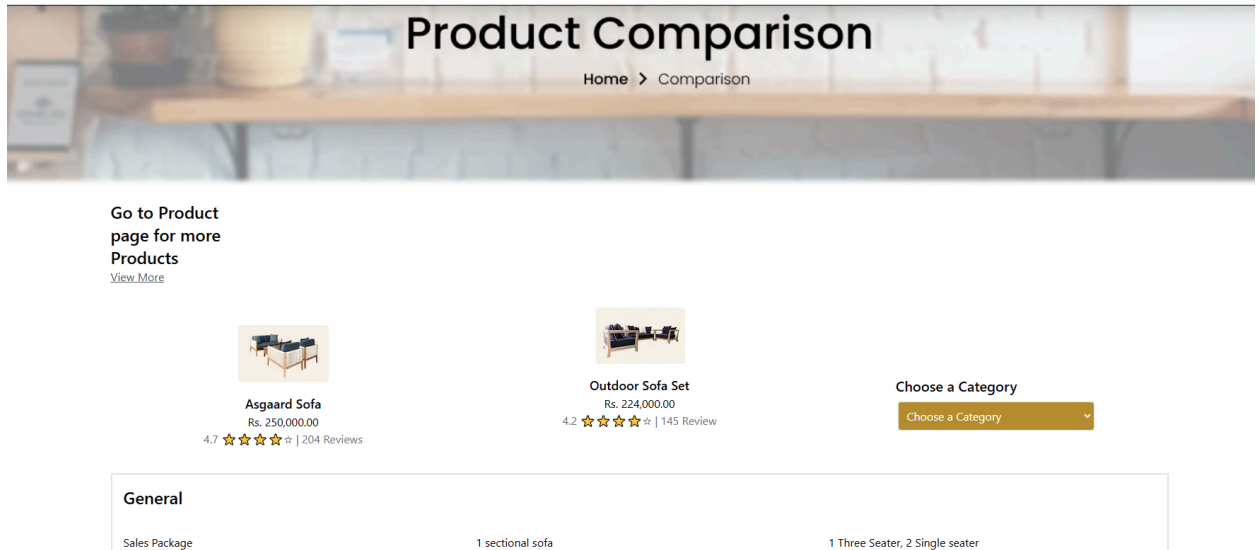 Product Comparison
Home > Comparison
Go to Product
page for more
Products
View More
Asgaard Sofa
Rs. 250,000.00
4.7 ⭐⭐⭐⭐☆ | 204 Reviews
Outdoor Sofa Set
Rs. 224,000.00
4.2 ⭐⭐⭐⭐☆ | 145 Review
Choose a Category
Choose a Category
General
Sales Package 1 sectional sofa 1 Three Seater, 2 Single seater